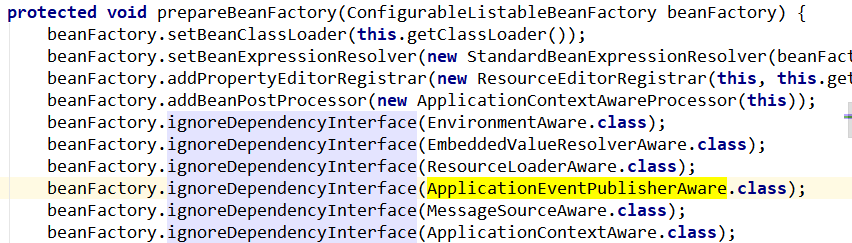 protected void prepareBeanFactory(ConfigurableListableBeanFactory beanFactory) {
beanFactory.setBeanClassLoader(this.getClassLoader());
beanFactory.setBeanExpressionResolver(new StandardBeanExpressionResolver(beanFact
beanFactory.addPropertyEditorRegistrar(new ResourceEditorRegistrar(this, this.get
beanFactory.addBeanPostProcessor(new ApplicationContextAwareProcessor(this));
beanFactory.ignoreDependencyInterface(EnvironmentAware.class);
beanFactory.ignoreDependencyInterface(EmbeddedValueResolverAware.class);
beanFactory.ignoreDependencyInterface(ResourceLoaderAware.class);
beanFactory.ignoreDependencyInterface(ApplicationEventPublisherAware.class);
beanFactory.ignoreDependencyInterface(MessageSourceAware.class);
beanFactory.ignoreDependencyInterface(ApplicationContextAware.class);